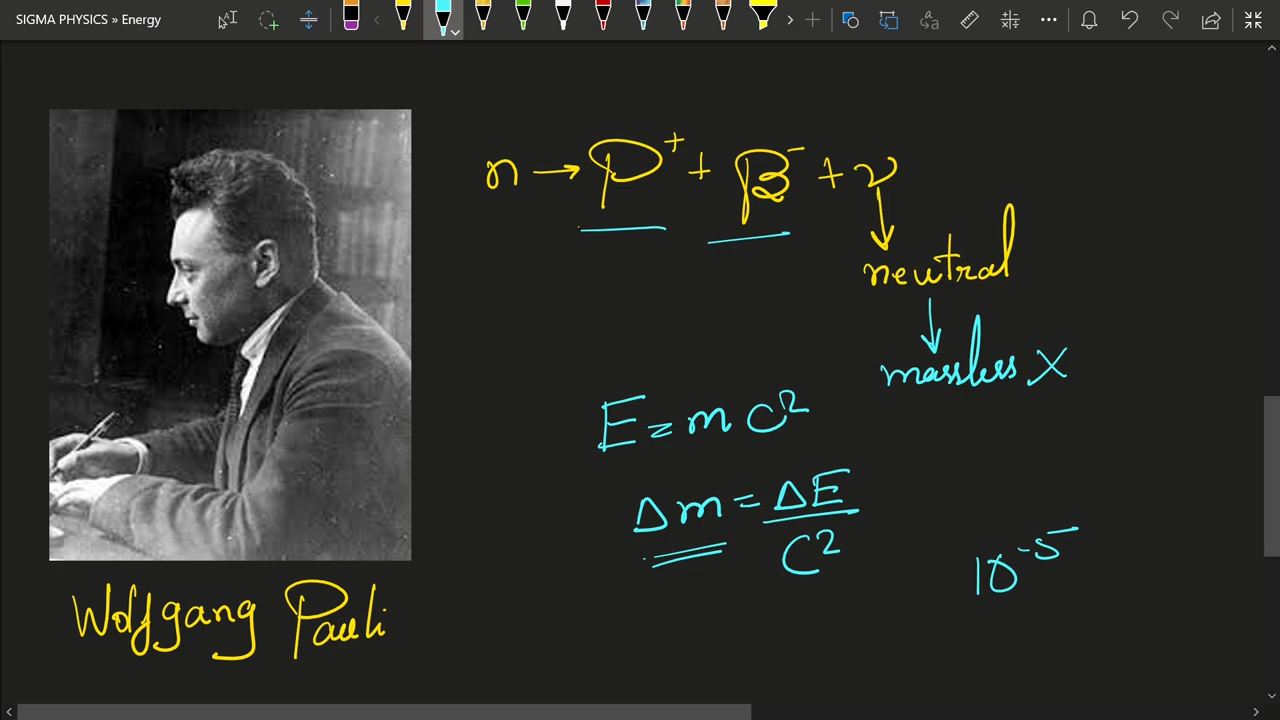 SIGMA PHYSICS » Energy
n → P⁺ + β⁻ + ν
neutral
massless X
E = mc²
Δm = ΔE / C²
10⁻⁵
Wolfgang Pauli